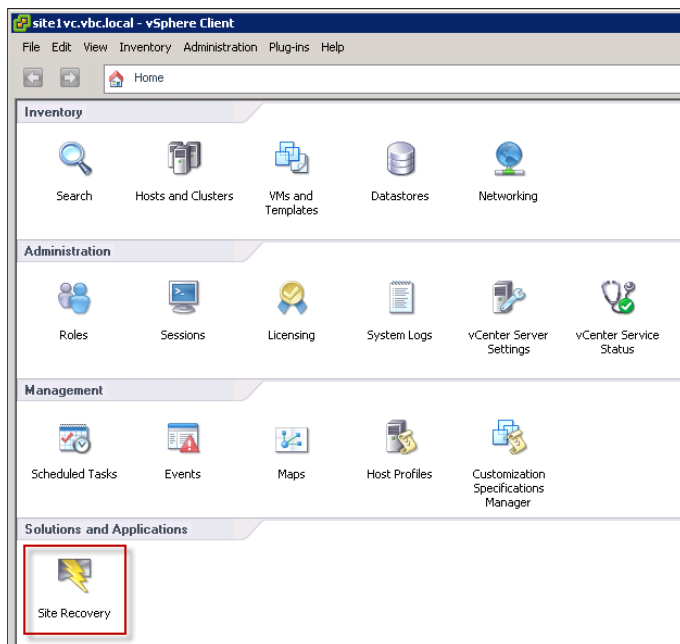 site1vc.vbc.local - vSphere Client
File Edit View Inventory Administration Plug-ins Help
Home
Inventory
Search
Hosts and Clusters
VMs and
Templates
Datastores
Networking
Administration
Roles
Sessions
Licensing
System Logs
vCenter Server
Settings
vCenter Service
Status
Management
Scheduled Tasks
Events
Maps
Host Profiles
Customization
Specifications
Manager
Solutions and Applications
Site Recovery